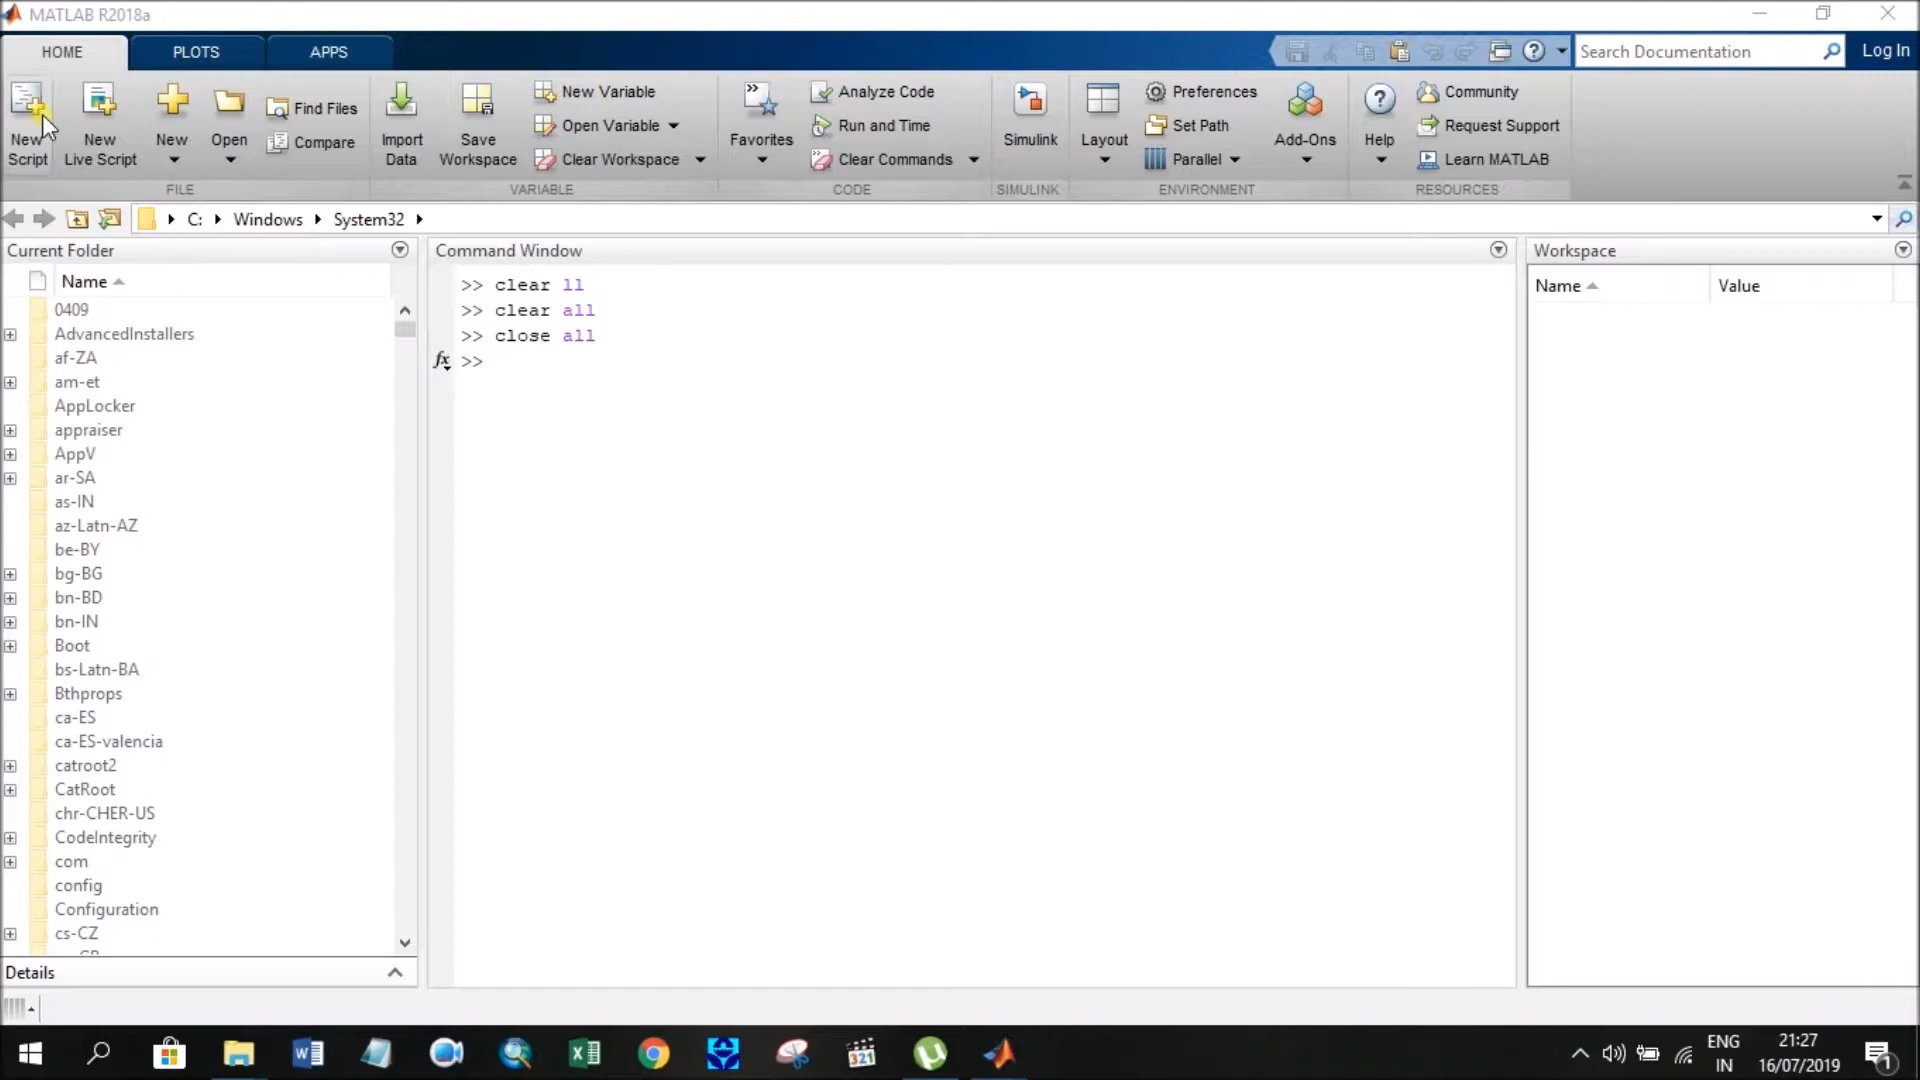 MATLAB R2018a
HOME
PLOTS
APPS
Search Documentation
Log In
New Script
New Live Script
New
Open
Find Files
Compare
Import Data
Save Workspace
New Variable
Open Variable
Clear Workspace
Favorites
Analyze Code
Run and Time
Clear Commands
Simulink
Layout
Preferences
Set Path
Parallel
Add-Ons
Help
Community
Request Support
Learn MATLAB
FILE
VARIABLE
CODE
SIMULINK
ENVIRONMENT
RESOURCES
C:
Windows
System32
Current Folder
Name
0409
AdvancedInstallers
af-ZA
am-et
AppLocker
appraiser
AppV
ar-SA
as-IN
az-Latn-AZ
be-BY
bg-BG
bn-BD
bn-IN
Boot
bs-Latn-BA
Bthprops
ca-ES
ca-ES-valencia
catroot2
CatRoot
chr-CHER-US
CodeIntegrity
com
config
Configuration
cs-CZ
Details
Command Window
>> clear ll
>> clear all
>> close all
fx >>
Workspace
Name
Value
321
ENG
IN
21:27
16/07/2019
1